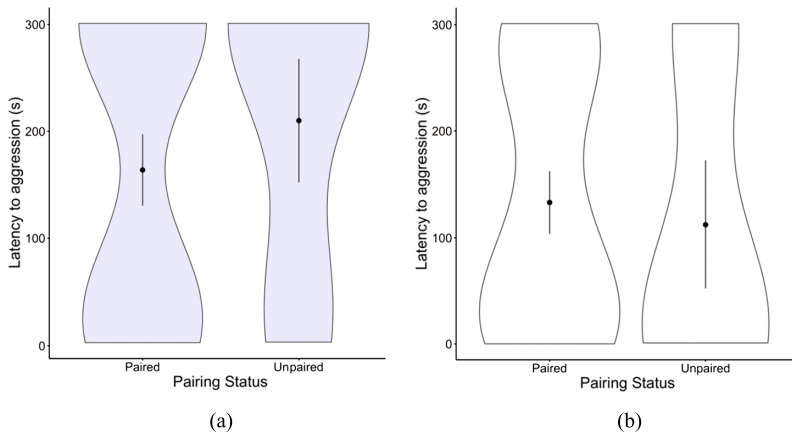 Latency to aggression (s)
300
200
100
0
Paired
Unpaired
Pairing Status
(a)
Latency to aggression (s)
300
200
100
0
Paired
Unpaired
Pairing Status
(b)